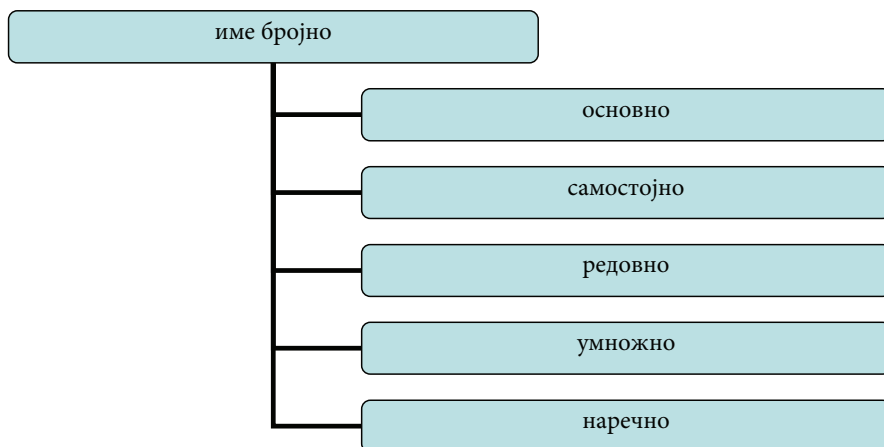 име бројно
основно
самостојно
редовно
умножно
наречно